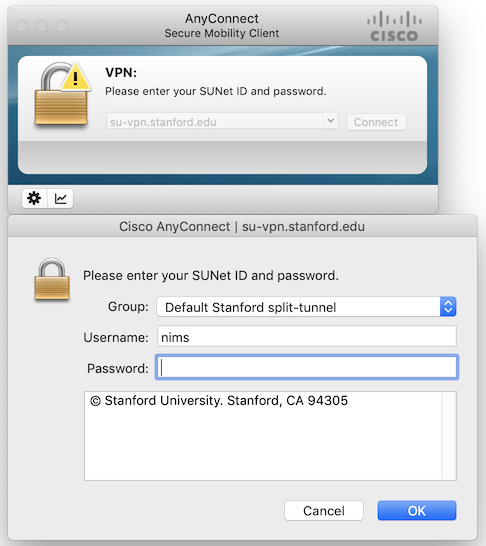 AnyConnect
Secure Mobility Client
CISCO
VPN:
Please enter your SUNet ID and password.
su-vpn.stanford.edu
Connect
Cisco AnyConnect | su-vpn.stanford.edu
Please enter your SUNet ID and password.
Group: Default Stanford split-tunnel
Username: nims
Password:
© Stanford University. Stanford, CA 94305
Cancel OK